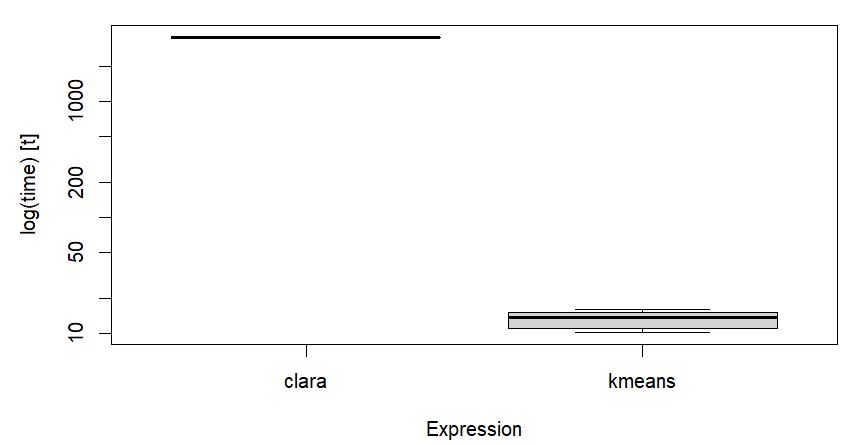 log(time) [t]
1000
200
50
10
clara
kmeans
Expression